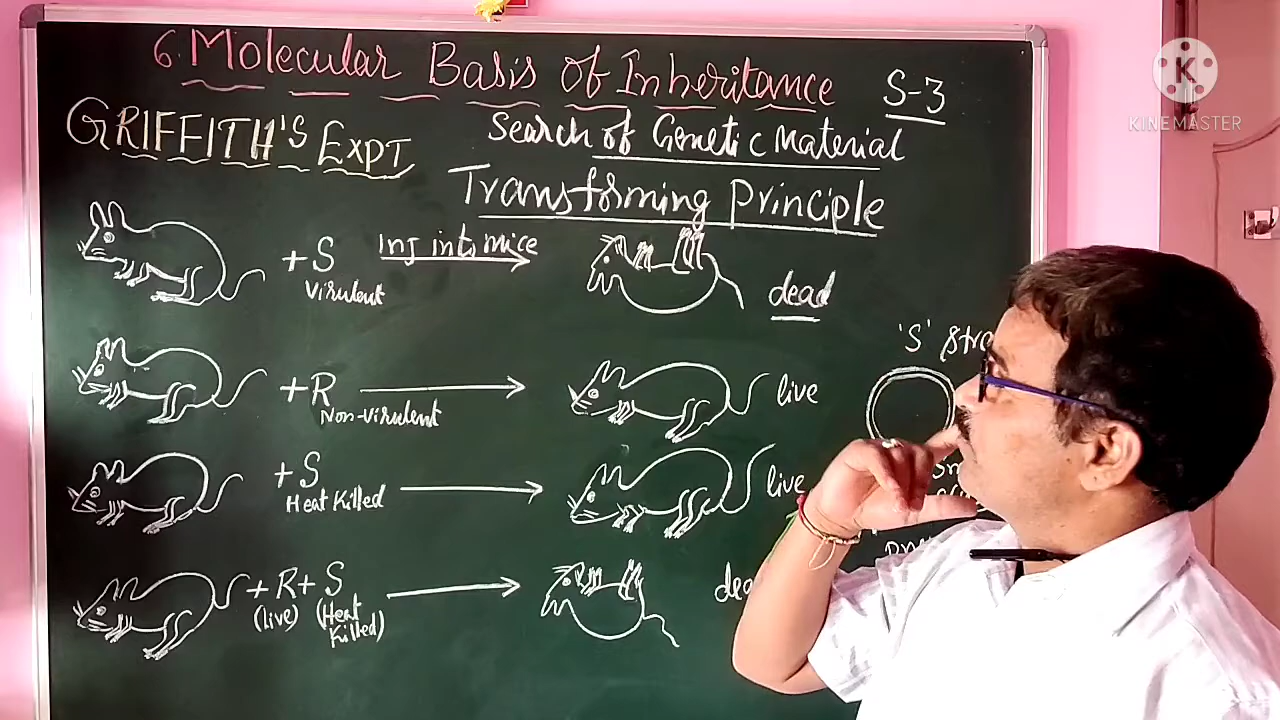 6. Molecular Basis of Inheritance S-3
GRIFFITH'S EXPT
Search of Genetic Material
Transforming Principle
+ S
Virulent
Inj into mice
dead
+ R
Non-virulent
live
+ S
Heat Killed
live
+ R + S
(live) (Heat Killed)
'S'
K
KINEMASTER